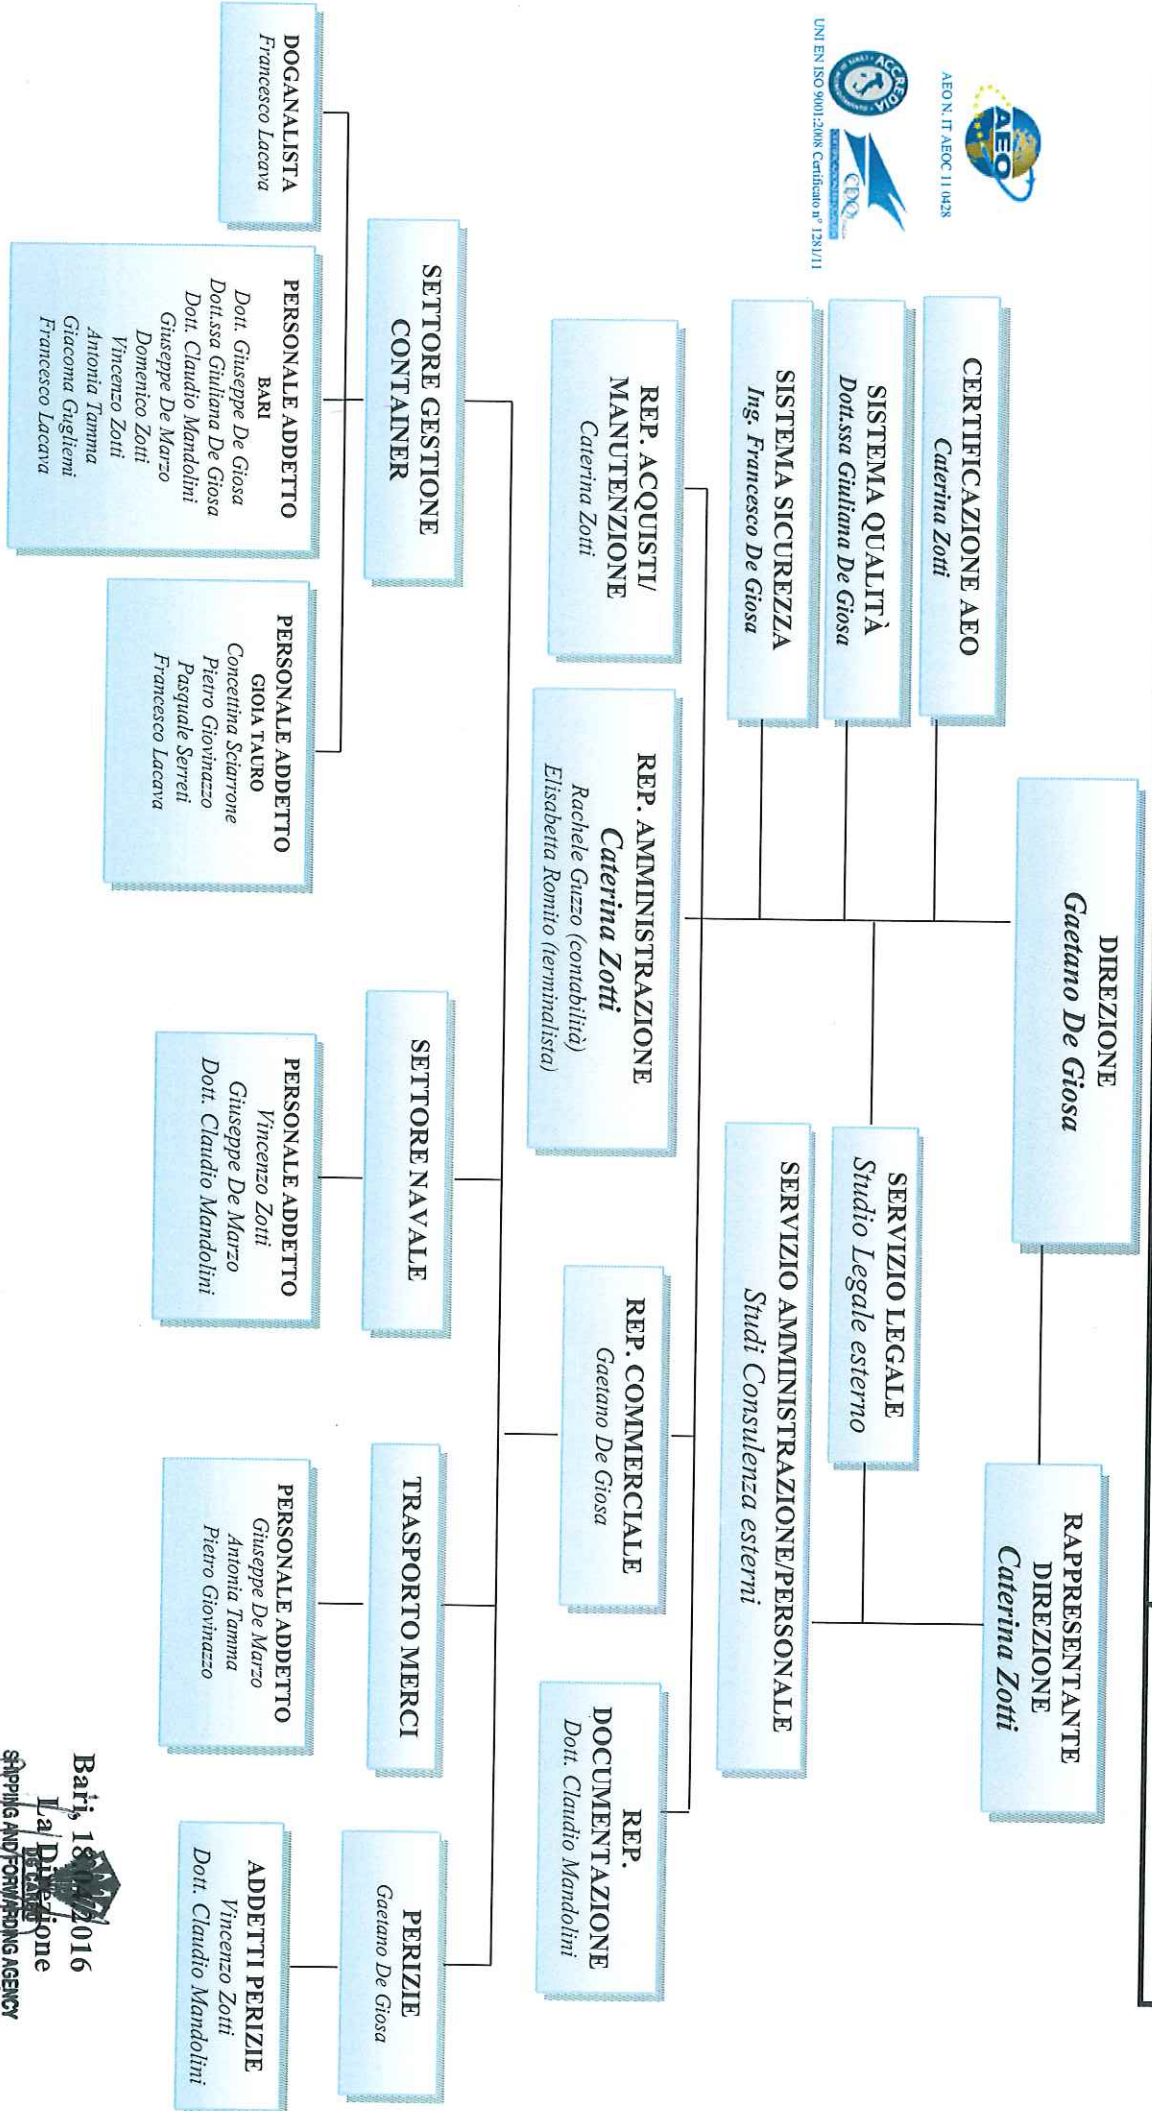 AEO
AEO N. IT AEOC 11 0428
ACCREDIA
CDQ
UNI EN ISO 9001:2008 Certificato n° 1281/11
DIREZIONE
Gaetano De Giosa
RAPPRESENTANTE
DIREZIONE
Caterina Zotti
CERTIFICAZIONE AEO
Caterina Zotti
SISTEMA QUALITÀ
Dott.ssa Giuliana De Giosa
SISTEMA SICUREZZA
Ing. Francesco De Giosa
SERVIZIO LEGALE
Studio Legale esterno
SERVIZIO AMMINISTRAZIONE/PERSONALE
Studi Consulenza esterni
REP. ACQUISTI/
MANUTENZIONE
Caterina Zotti
REP. AMMINISTRAZIONE
Caterina Zotti
Rachele Guzzo (contabilità)
Elisabetta Romito (terminalista)
REP. COMMERCIALE
Gaetano De Giosa
REP.
DOCUMENTAZIONE
Dott. Claudio Mandolini
SETTORE GESTIONE
CONTAINER
SETTORE NAVALE
TRASPORTO MERCI
PERIZIE
Gaetano De Giosa
DOGANALISTA
Francesco Lacava
PERSONALE ADDETTO
BARI
Dott. Giuseppe De Giosa
Dott.ssa Giuliana De Giosa
Dott. Claudio Mandolini
Giuseppe De Marzo
Domenico Zotti
Vincenzo Zotti
Antonia Tamma
Giacoma Gugliemi
Francesco Lacava
PERSONALE ADDETTO
GIOIA TAURO
Concettina Sciarrone
Pietro Giovinazzo
Pasquale Serreti
Francesco Lacava
PERSONALE ADDETTO
Vincenzo Zotti
Giuseppe De Marzo
Dott. Claudio Mandolini
PERSONALE ADDETTO
Giuseppe De Marzo
Antonia Tamma
Pietro Giovinazzo
ADDETTI PERIZIE
Vincenzo Zotti
Dott. Claudio Mandolini
Bari, 18/04/2016
La Direzione
SHIPPING AND FORWARDING AGENCY